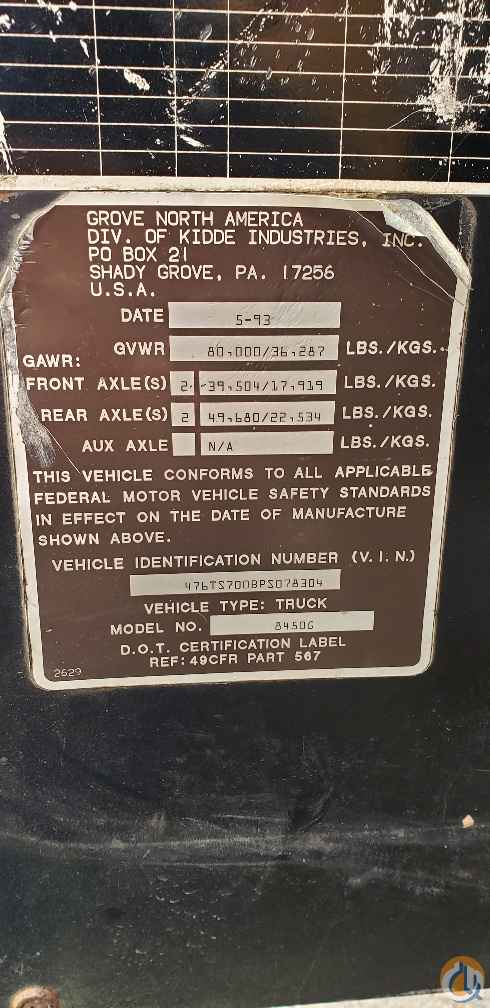 GROVE NORTH AMERICA
DIV. OF KIDDE INDUSTRIES, INC.
PO BOX 21
SHADY GROVE, PA. 17256
U.S.A.
DATE 5-93
GVWR 80,000/36,287 LBS./KGS.
GAWR:
FRONT AXLE(S) 2 39,504/17,919 LBS./KGS.
REAR AXLE(S) 2 49,680/22,534 LBS./KGS.
AUX AXLE N/A LBS./KGS.
THIS VEHICLE CONFORMS TO ALL APPLICABLE
FEDERAL MOTOR VEHICLE SAFETY STANDARDS
IN EFFECT ON THE DATE OF MANUFACTURE
SHOWN ABOVE.
VEHICLE IDENTIFICATION NUMBER (V.I.N.)
476TS700BPS078304
VEHICLE TYPE: TRUCK
MODEL NO. 84506
D.O.T. CERTIFICATION LABEL
REF: 49CFR PART 567
2629